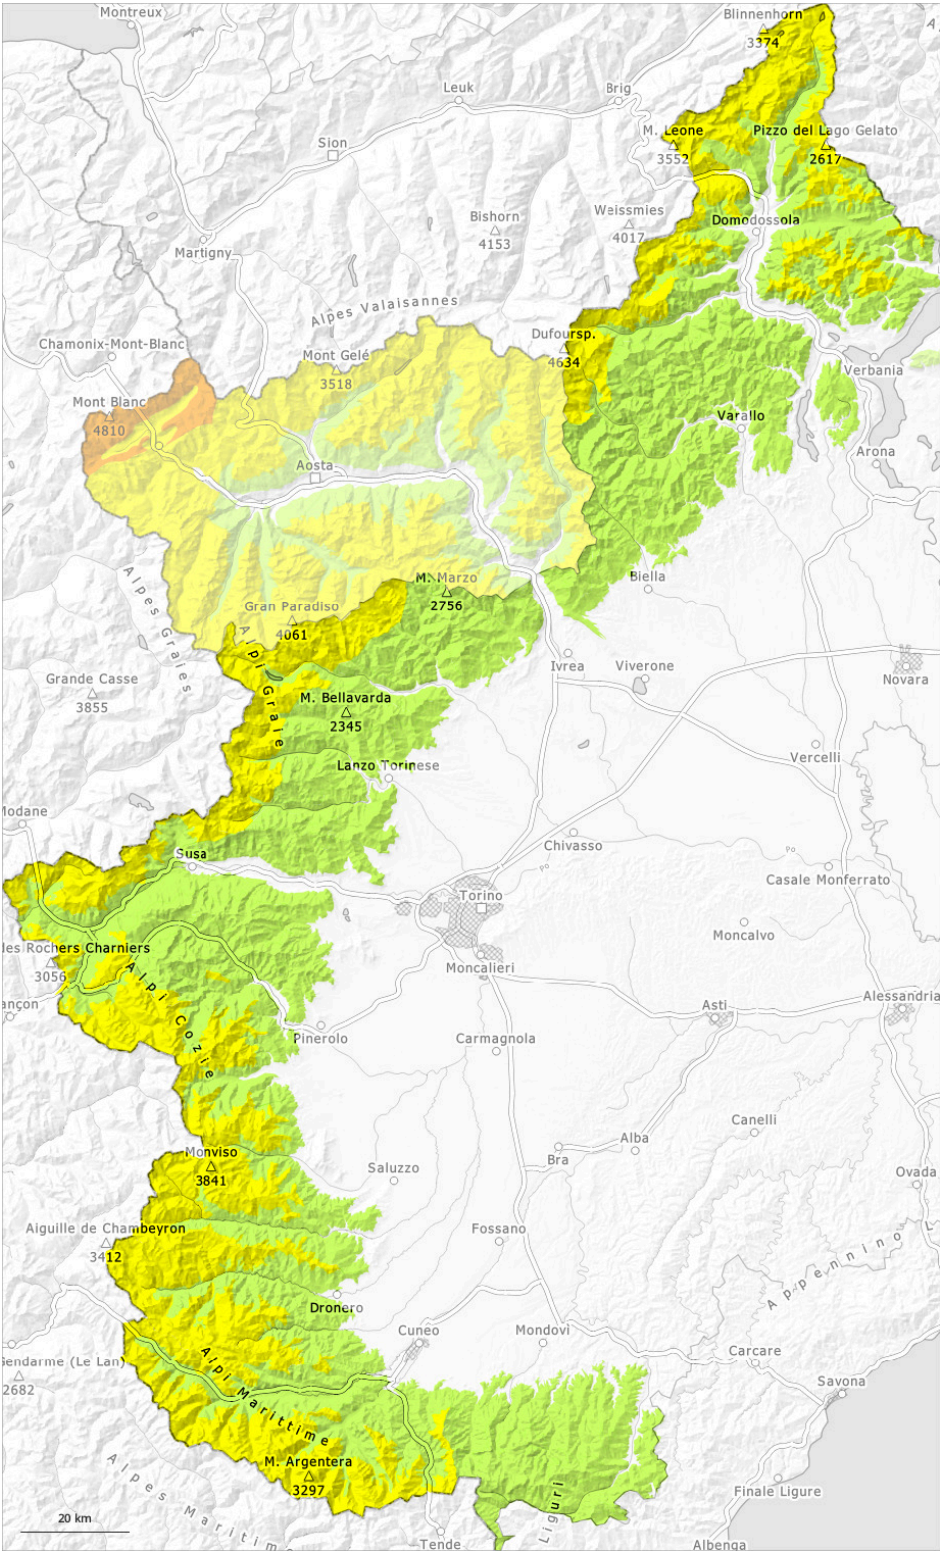 Montreux
Blinnenhorn
3374
Leuk
Brig
Sion
M. Leone
3552
Pizzo del Lago Gelato
2617
Bishorn
4153
Weissmies
4017
Domodossola
Martigny
Alpes Valaisannes
Chamonix-Mont-Blanc
Mont Gelé
3518
Dufoursp.
4634
Verbania
Mont Blanc
4810
Varallo
Arona
Aosta
Alpes Graies
M. Marzo
2756
Biella
Gran Paradiso
4061
Alpi Graie
Ivrea
Viverone
Novara
Grande Casse
3855
M. Bellavarda
2345
Lanzo Torinese
Vercelli
Modane
Chivasso
Susa
Po
Po
Casale Monferrato
Torino
Moncalvo
des Rochers Charniers
3056
Moncalieri
Alpi Cozie
ançon
Asti
Alessandria
Pinerolo
Carmagnola
Canelli
Alba
Bra
Monviso
3841
Saluzzo
Ovada
Aiguille de Chambeyron
3412
Fossano
Appennino L
Dronero
Cuneo
Mondovì
Carcare
Gendarme (Le Lan)
2682
Alpi Marittime
Savona
M. Argentera
3297
Alpes Maritime
Liguri
Finale Ligure
20 km
Tende
Albenga